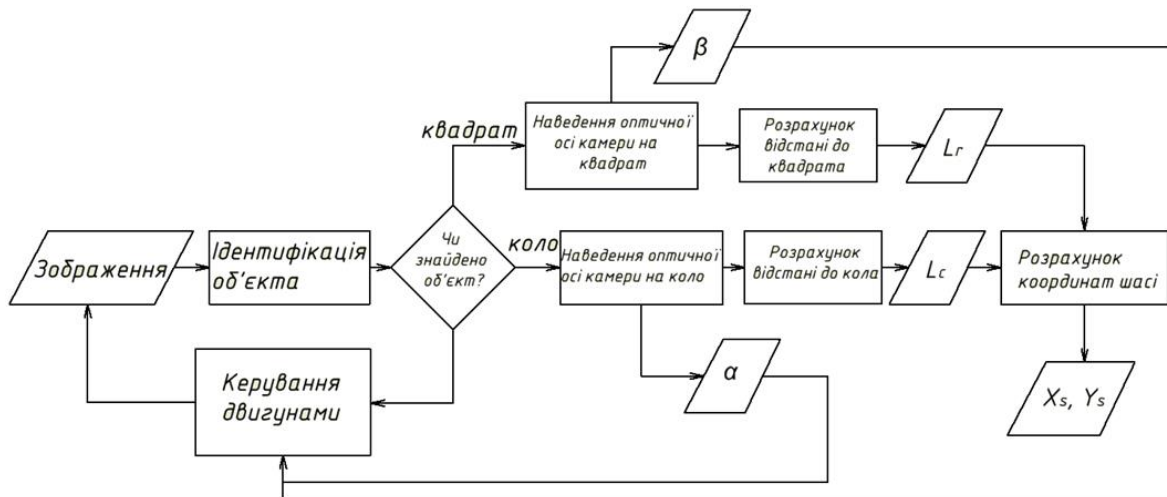 β
квадрат
Наведення оптичної
осі камери на
квадрат
Розрахунок
відстані до
квадрата
Lr
Зображення
Ідентифікація
об'єкта
Чи
знайдено
об'єкт?
коло
Наведення оптичної
осі камери на коло
Розрахунок
відстані до кола
Lc
Розрахунок
координат шасі
Керування
двигунами
α
Xs, Ys